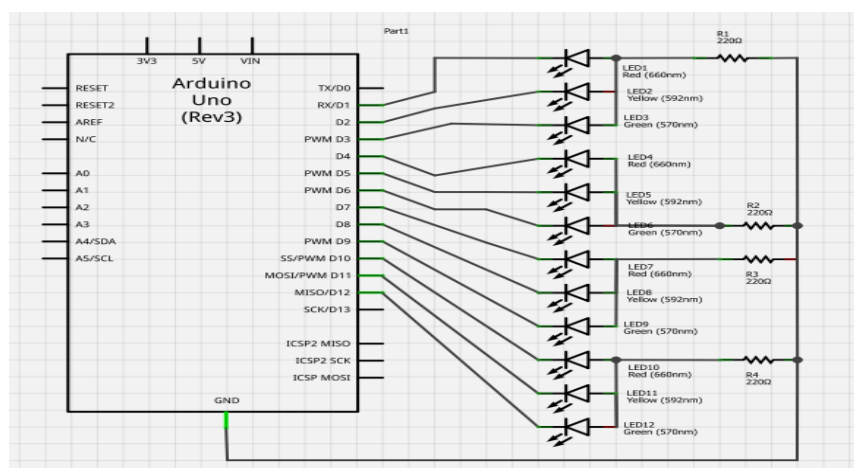 Part1
3V3
5V
VIN
Arduino
Uno
(Rev3)
RESET
RESET2
AREF
N/C
A0
A1
A2
A3
A4/SDA
A5/SCL
TX/D0
RX/D1
D2
PWM D3
D4
PWM D5
PWM D6
D7
D8
PWM D9
SS/PWM D10
MOSI/PWM D11
MISO/D12
SCK/D13
ICSP2 MISO
ICSP2 SCK
ICSP MOSI
GND
LED1
Red (660nm)
LED2
Yellow (592nm)
LED3
Green (570nm)
LED4
Red (660nm)
LED5
Yellow (592nm)
LED6
Green (570nm)
LED7
Red (660nm)
LED8
Yellow (592nm)
LED9
Green (570nm)
LED10
Red (660nm)
LED11
Yellow (592nm)
LED12
Green (570nm)
R1
220Ω
R2
220Ω
R3
220Ω
R4
220Ω